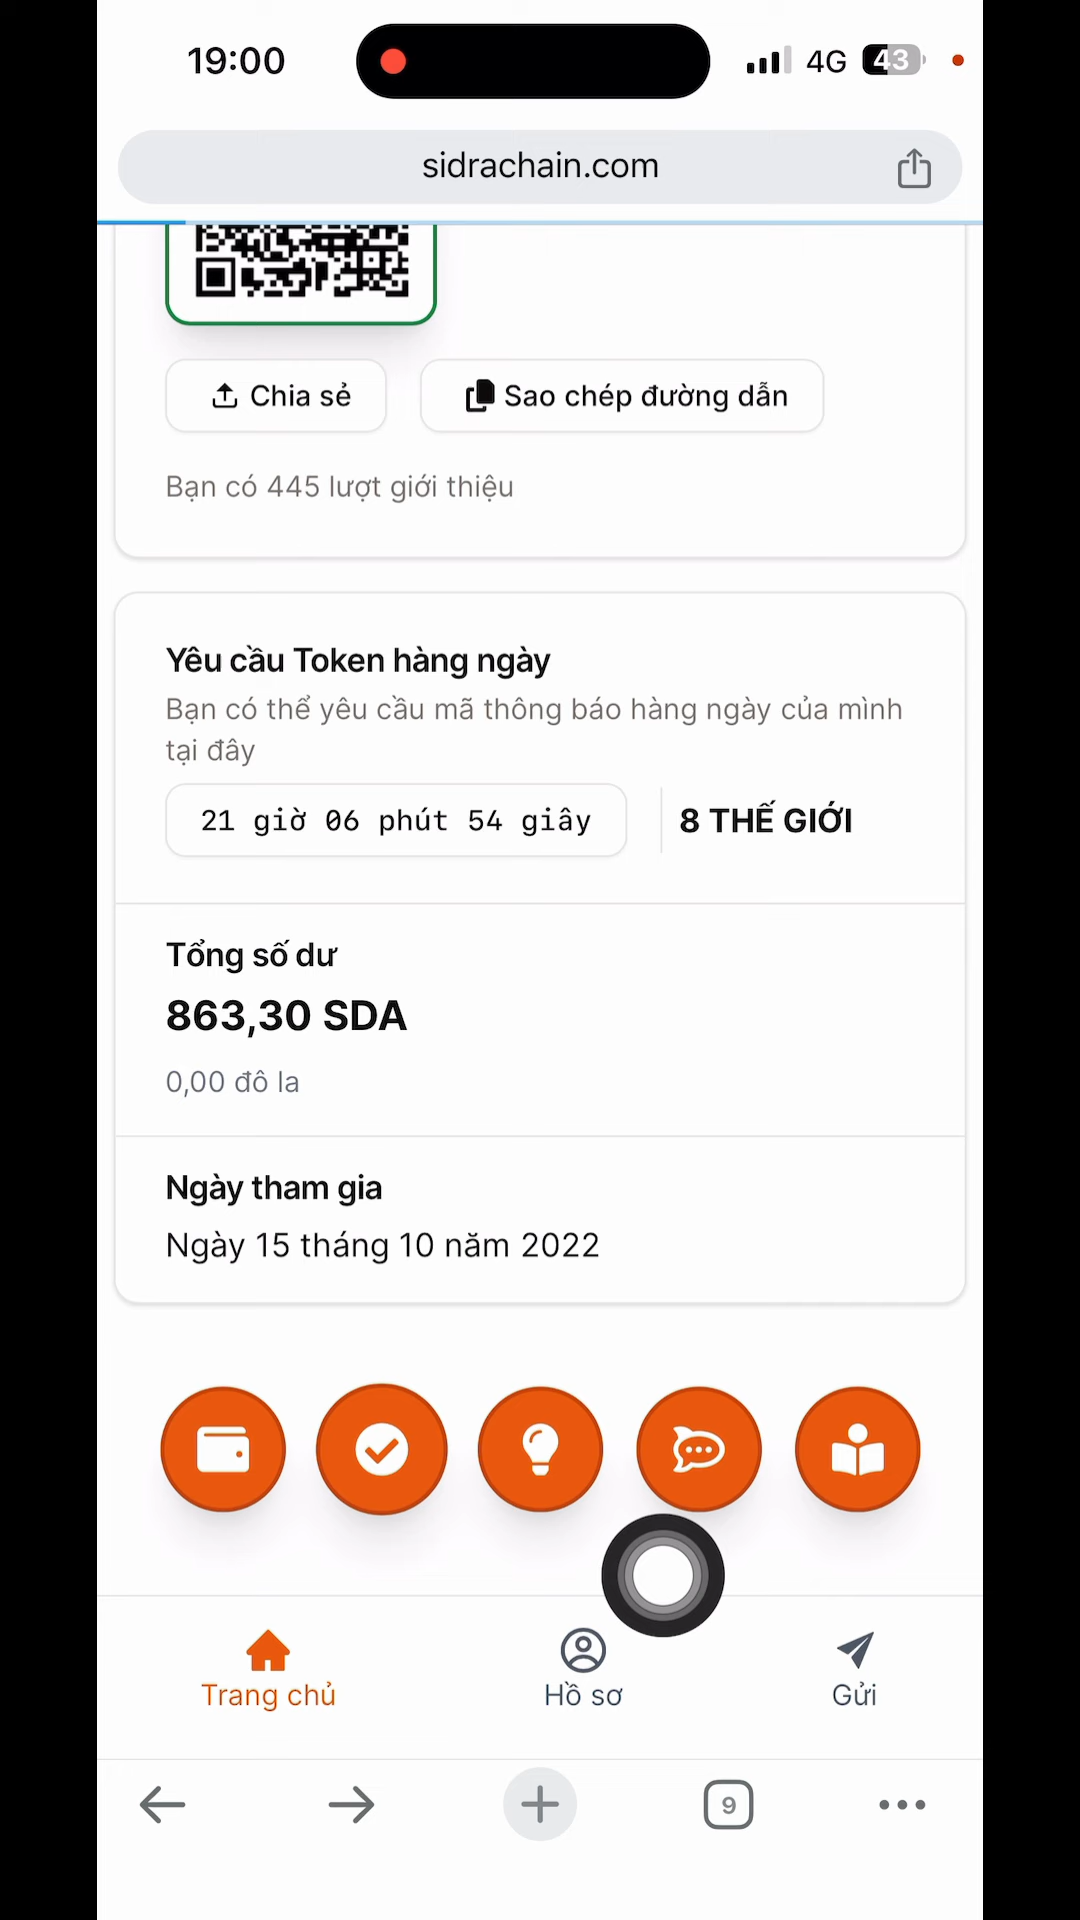 19:00
4G
43
sidrachain.com
Chia sẻ
Sao chép đường dẫn
Bạn có 445 lượt giới thiệu
Yêu cầu Token hàng ngày
Bạn có thể yêu cầu mã thông báo hàng ngày của mình
tại đây
21 giờ 06 phút 54 giây
8 THẾ GIỚI
Tổng số dư
863,30 SDA
0,00 đô la
Ngày tham gia
Ngày 15 tháng 10 năm 2022
Trang chủ
Hồ sơ
Gửi
9